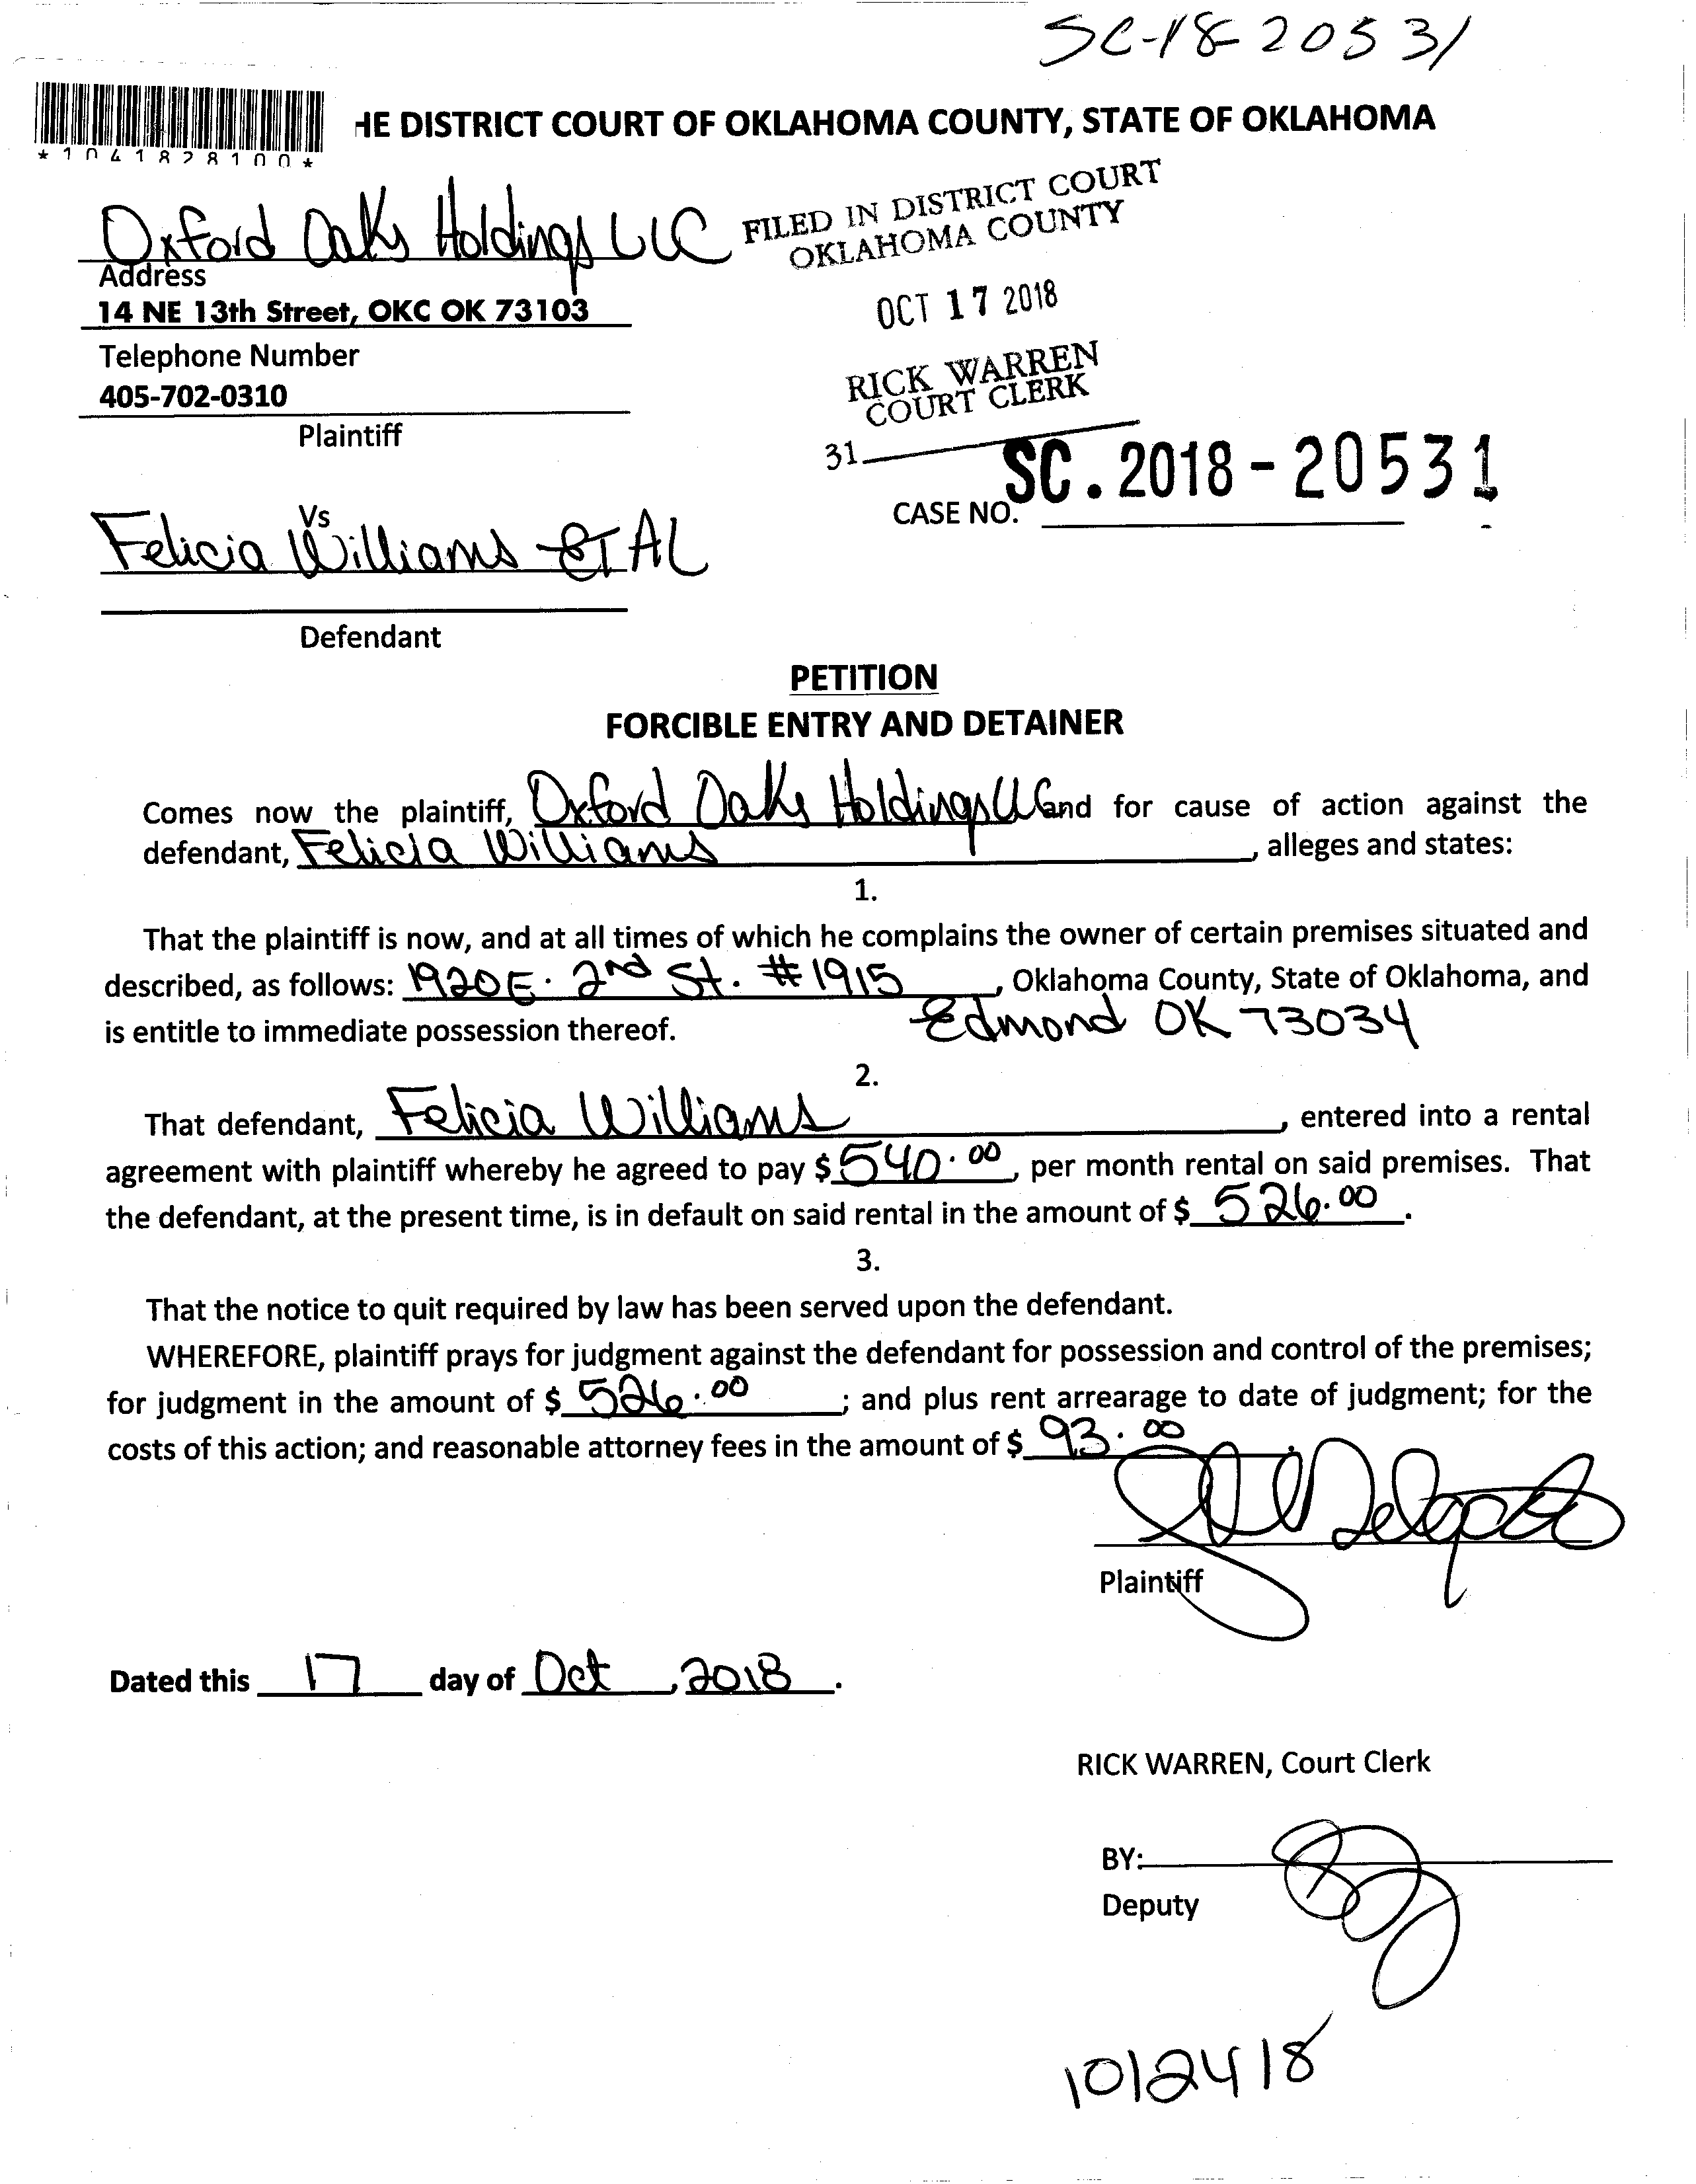 SC-18-20531
HE DISTRICT COURT OF OKLAHOMA COUNTY, STATE OF OKLAHOMA
*1041828100*
Oxford Oaks Holdings LLC
FILED IN DISTRICT COURT
OKLAHOMA COUNTY
Address
14 NE 13th Street, OKC OK 73103
OCT 17 2018
Telephone Number
405-702-0310
RICK WARREN
COURT CLERK
Plaintiff
31
SC. 2018-20531
CASE NO.
Vs
Felicia Williams ET AL
Defendant
PETITION
FORCIBLE ENTRY AND DETAINER
Comes now the plaintiff, Oxford Oaks Holdings LLC and for cause of action against the
defendant, Felicia Williams, alleges and states:
1.
That the plaintiff is now, and at all times of which he complains the owner of certain premises situated and
described, as follows: 1920 E. 2nd St. #1915, Oklahoma County, State of Oklahoma, and
is entitle to immediate possession thereof. Edmond OK 73034
2.
That defendant, Felicia Williams, entered into a rental
agreement with plaintiff whereby he agreed to pay $ 540.00, per month rental on said premises. That
the defendant, at the present time, is in default on said rental in the amount of $ 526.00.
3.
That the notice to quit required by law has been served upon the defendant.
WHEREFORE, plaintiff prays for judgment against the defendant for possession and control of the premises;
for judgment in the amount of $ 526.00; and plus rent arrearage to date of judgment; for the
costs of this action; and reasonable attorney fees in the amount of $ 93.00.
Plaintiff
Dated this 17 day of Oct, 2018.
RICK WARREN, Court Clerk
BY:
Deputy
10/24/18